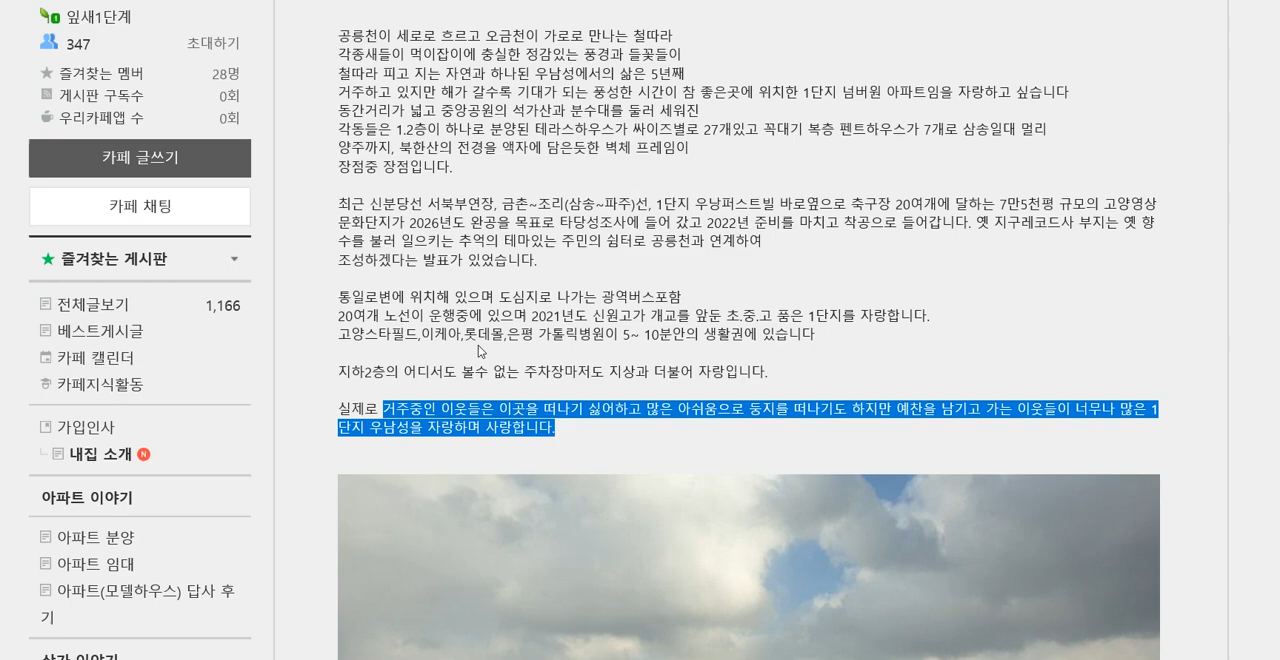 잎새1단계
347 초대하기
즐겨찾는 멤버 28명
게시판 구독수 0회
우리카페앱 수 0회
카페 글쓰기
카페 채팅
즐겨찾는 게시판
전체글보기 1,166
베스트게시글
카페 캘린더
카페지식활동
가입인사
내집 소개 N
아파트 이야기
아파트 분양
아파트 임대
아파트(모델하우스) 답사 후
기
상가 이야기
공릉천이 세로로 흐르고 오금천이 가로로 만나는 철따라
각종새들이 먹이잡이에 충실한 정감있는 풍경과 들꽃들이
철따라 피고 지는 자연과 하나된 우남성에서의 삶은 5년째
거주하고 있지만 해가 갈수록 기대가 되는 풍성한 시간이 참 좋은곳에 위치한 1단지 넘버원 아파트임을 자랑하고 싶습니다
동간거리가 넓고 중앙공원의 석가산과 분수대를 둘러 세워진
각동들은 1.2층이 하나로 분양된 테라스하우스가 싸이즈별로 27개있고 꼭대기 복층 펜트하우스가 7개로 삼송일대 멀리
양주까지, 북한산의 전경을 액자에 담은듯한 벽체 프레임이
장점중 장점입니다.
최근 신분당선 서북부연장, 금촌~조리(삼송~파주)선, 1단지 우낭퍼스트빌 바로옆으로 축구장 20여개에 달하는 7만5천평 규모의 고양영상
문화단지가 2026년도 완공을 목표로 타당성조사에 들어 갔고 2022년 준비를 마치고 착공으로 들어갑니다. 옛 지구레코드사 부지는 옛 향
수를 불러 일으키는 추억의 테마있는 주민의 쉼터로 공릉천과 연계하여
조성하겠다는 발표가 있었습니다.
통일로변에 위치해 있으며 도심지로 나가는 광역버스포함
20여개 노선이 운행중에 있으며 2021년도 신원고가 개교를 앞둔 초.중.고 품은 1단지를 자랑합니다.
고양스타필드,이케아,롯데몰,은평 가톨릭병원이 5~ 10분안의 생활권에 있습니다
지하2층의 어디서도 볼수 없는 주차장마저도 지상과 더불어 자랑입니다.
실제로 거주중인 이웃들은 이곳을 떠나기 싫어하고 많은 아쉬움으로 둥지를 떠나기도 하지만 예찬을 남기고 가는 이웃들이 너무나 많은 1
단지 우남성을 자랑하며 사랑합니다.